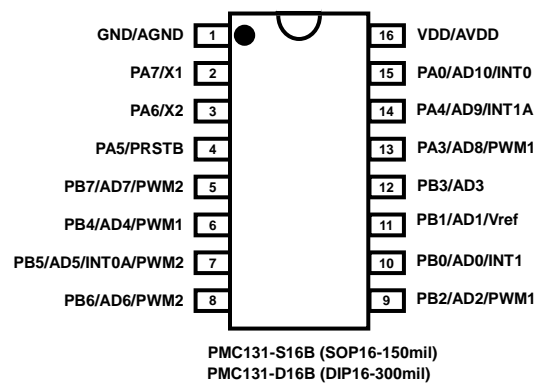 GND/AGND 1 16 VDD/AVDD
PA7/X1 2 15 PA0/AD10/INT0
PA6/X2 3 14 PA4/AD9/INT1A
PA5/PRSTB 4 13 PA3/AD8/PWM1
PB7/AD7/PWM2 5 12 PB3/AD3
PB4/AD4/PWM1 6 11 PB1/AD1/Vref
PB5/AD5/INT0A/PWM2 7 10 PB0/AD0/INT1
PB6/AD6/PWM2 8 9 PB2/AD2/PWM1
PMC131-S16B (SOP16-150mil)
PMC131-D16B (DIP16-300mil)